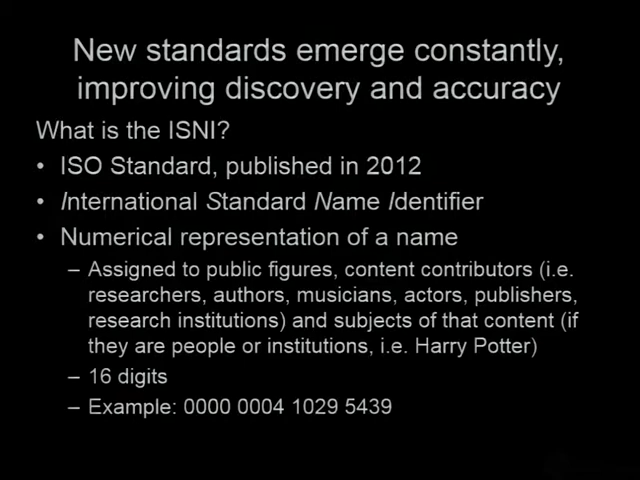 New standards emerge constantly,
improving discovery and accuracy
What is the ISNI?
• ISO Standard, published in 2012
• International Standard Name Identifier
• Numerical representation of a name
– Assigned to public figures, content contributors (i.e.
researchers, authors, musicians, actors, publishers,
research institutions) and subjects of that content (if
they are people or institutions, i.e. Harry Potter)
– 16 digits
– Example: 0000 0004 1029 5439